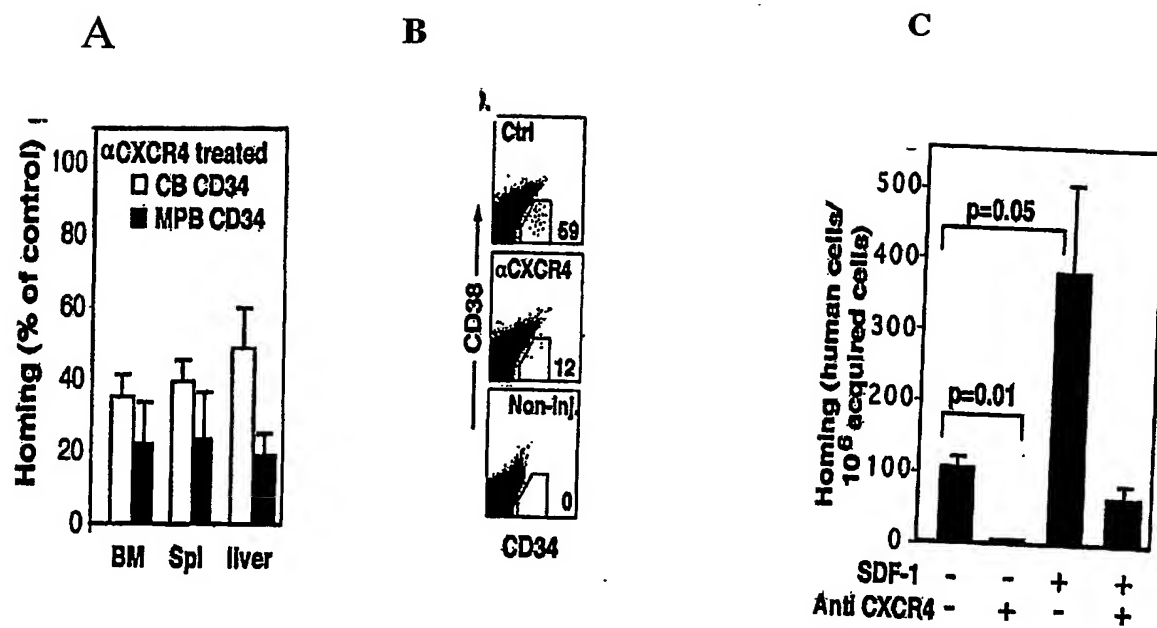 A
B
C
Homing (% of control)
100
80
60
40
20
0
αCXCR4 treated
CB CD34
MPB CD34
BM Spl liver
CD38
Ctrl
59
αCXCR4
12
Non-inj.
0
CD34
Homing (human cells/
10⁶ acquired cells)
500
400
300
200
100
0
p=0.05
p=0.01
SDF-1 - - + +
Anti CXCR4 - + - +